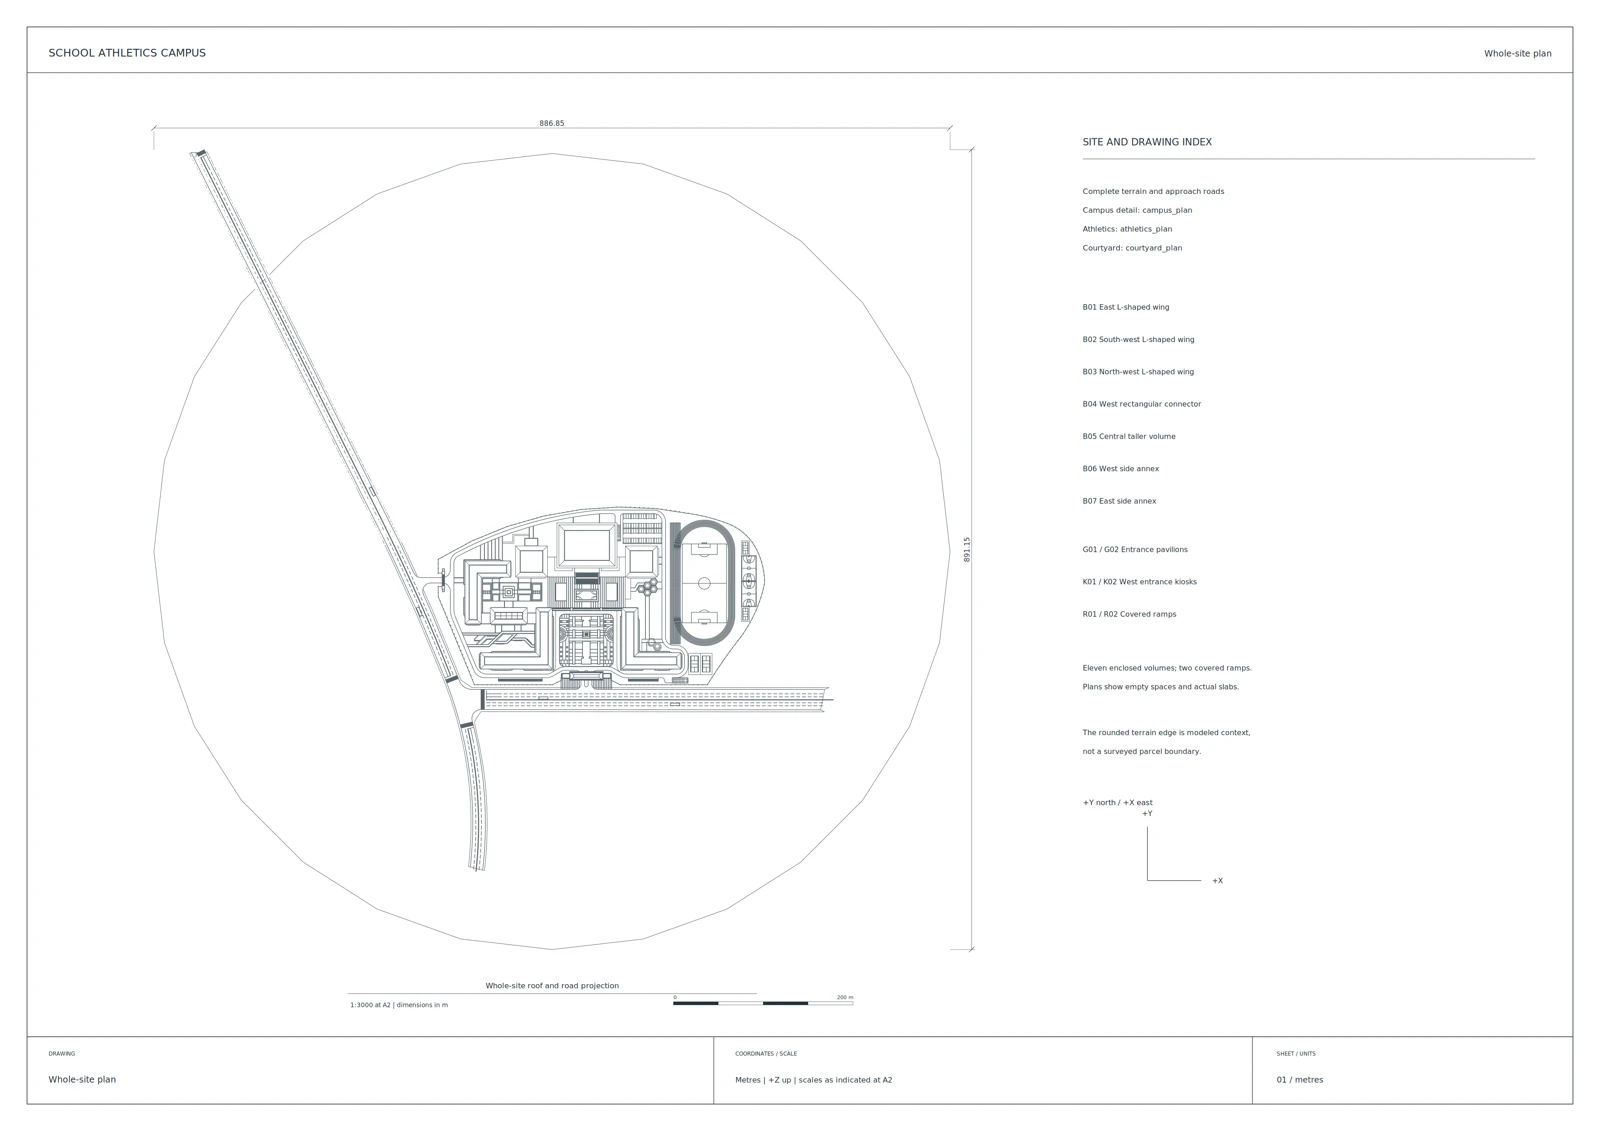 SCHOOL ATHLETICS CAMPUS
Whole-site plan
886.85
891.15
SITE AND DRAWING INDEX
Complete terrain and approach roads
Campus detail: campus_plan
Athletics: athletics_plan
Courtyard: courtyard_plan
B01 East L-shaped wing
B02 South-west L-shaped wing
B03 North-west L-shaped wing
B04 West rectangular connector
B05 Central taller volume
B06 West side annex
B07 East side annex
G01 / G02 Entrance pavilions
K01 / K02 West entrance kiosks
R01 / R02 Covered ramps
Eleven enclosed volumes; two covered ramps.
Plans show empty spaces and actual slabs.
The rounded terrain edge is modeled context,
not a surveyed parcel boundary.
+Y north / +X east
+Y
+X
Whole-site roof and road projection
1:3000 at A2 | dimensions in m
0
200 m
DRAWING
Whole-site plan
COORDINATES / SCALE
Metres | +Z up | scales as indicated at A2
SHEET / UNITS
01 / metres